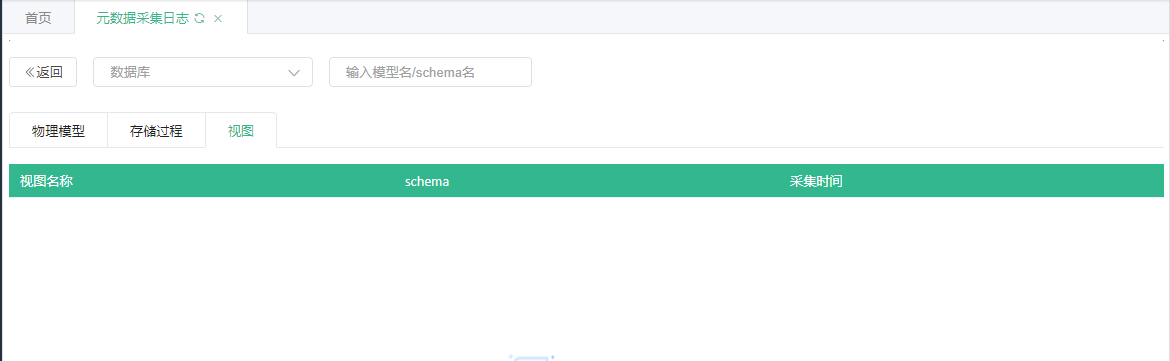 首页 元数据采集日志
返回 数据库 输入模型名/schema名
物理模型 存储过程 视图
视图名称 schema 采集时间